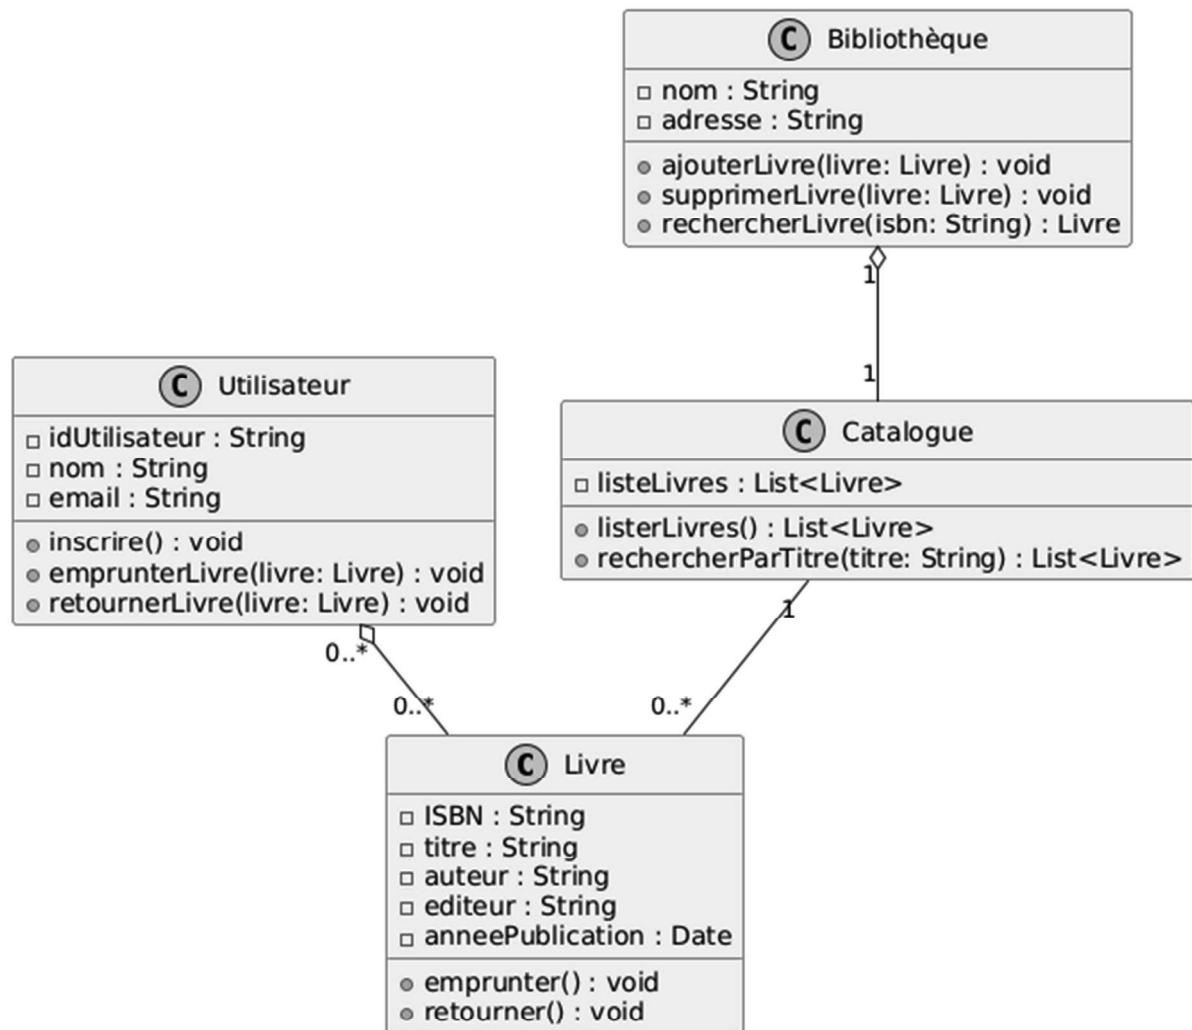 C Bibliothèque
nom : String
adresse : String
ajouterLivre(livre: Livre) : void
supprimerLivre(livre: Livre) : void
rechercherLivre(isbn: String) : Livre
1
1
C Utilisateur
idUtilisateur : String
nom : String
email : String
inscrire() : void
emprunterLivre(livre: Livre) : void
retournerLivre(livre: Livre) : void
C Catalogue
listeLivres : List<Livre>
listerLivres() : List<Livre>
rechercherParTitre(titre: String) : List<Livre>
0..*
0..*
1
0..*
C Livre
ISBN : String
titre : String
auteur : String
editeur : String
anneePublication : Date
emprunter() : void
retourner() : void